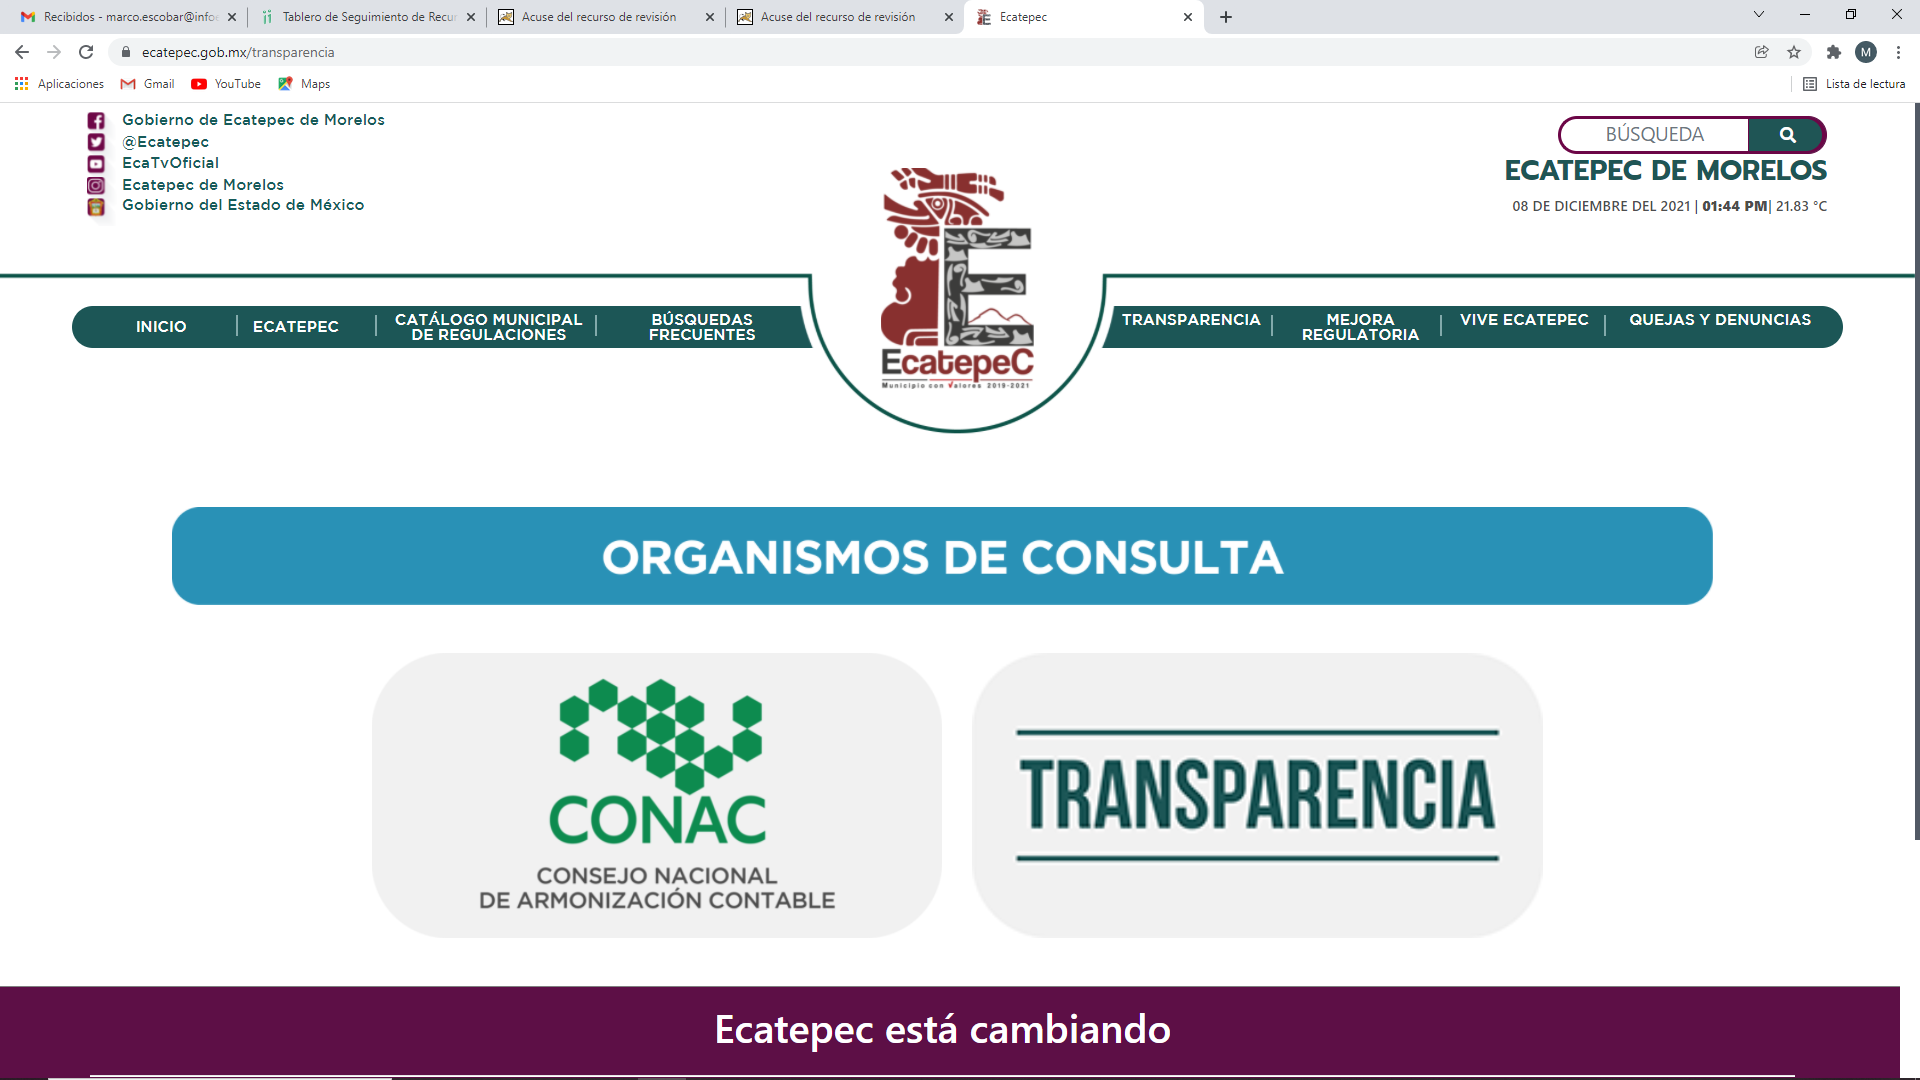 Recibidos - marco.escobar@info
Tablero de Seguimiento de Recur
Acuse del recurso de revisión
Acuse del recurso de revisión
Ecatepec
ecatepec.gob.mx/transparencia
M
Aplicaciones
Gmail
YouTube
Maps
Lista de lectura
Gobierno de Ecatepec de Morelos
@Ecatepec
EcaTvOficial
Ecatepec de Morelos
Gobierno del Estado de México
BÚSQUEDA
ECATEPEC DE MORELOS
08 DE DICIEMBRE DEL 2021 | 01:44 PM| 21.83 °C
E
EcatepeC
Municipio con Valores 2019-2021
INICIO
ECATEPEC
CATÁLOGO MUNICIPAL
DE REGULACIONES
BÚSQUEDAS
FRECUENTES
TRANSPARENCIA
MEJORA
REGULATORIA
VIVE ECATEPEC
QUEJAS Y DENUNCIAS
ORGANISMOS DE CONSULTA
CONAC
CONSEJO NACIONAL
DE ARMONIZACIÓN CONTABLE
TRANSPARENCIA
Ecatepec está cambiando